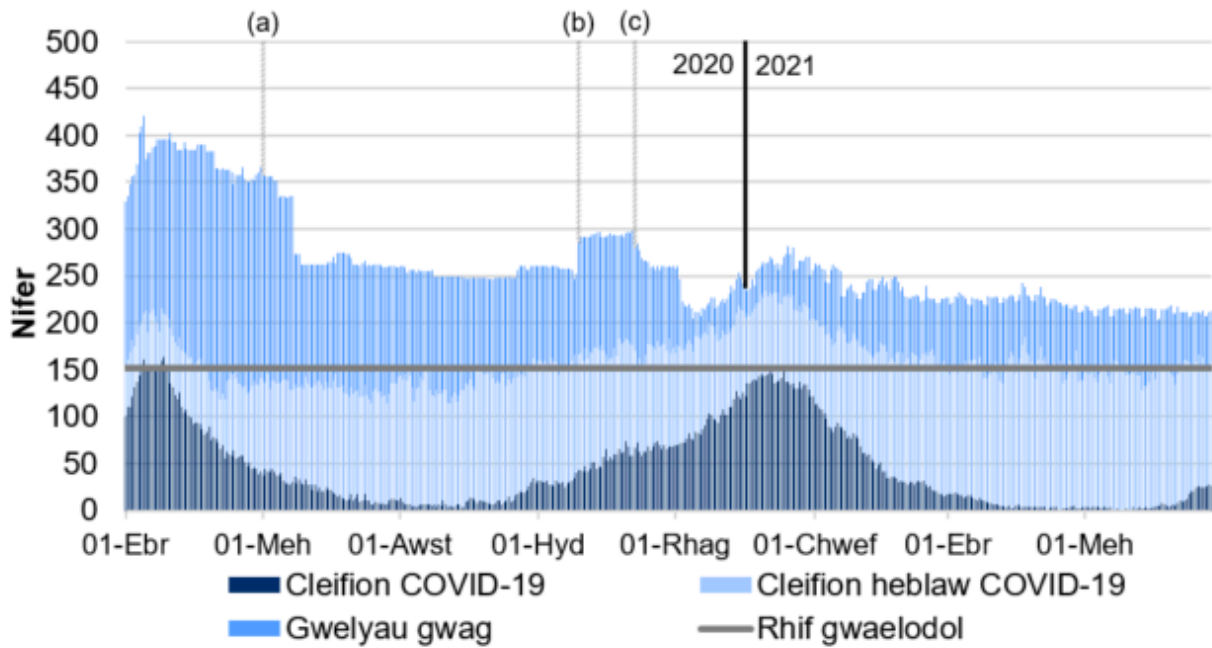 (a) (b) (c)
500
2020 2021
450
400
350
300
250
200
150
100
50
0
Nifer
01-Ebr 01-Meh 01-Awst 01-Hyd 01-Rhag 01-Chwef 01-Ebr 01-Meh
Cleifion COVID-19 Cleifion heblaw COVID-19
Gwelyau gwag Rhif gwaelodol